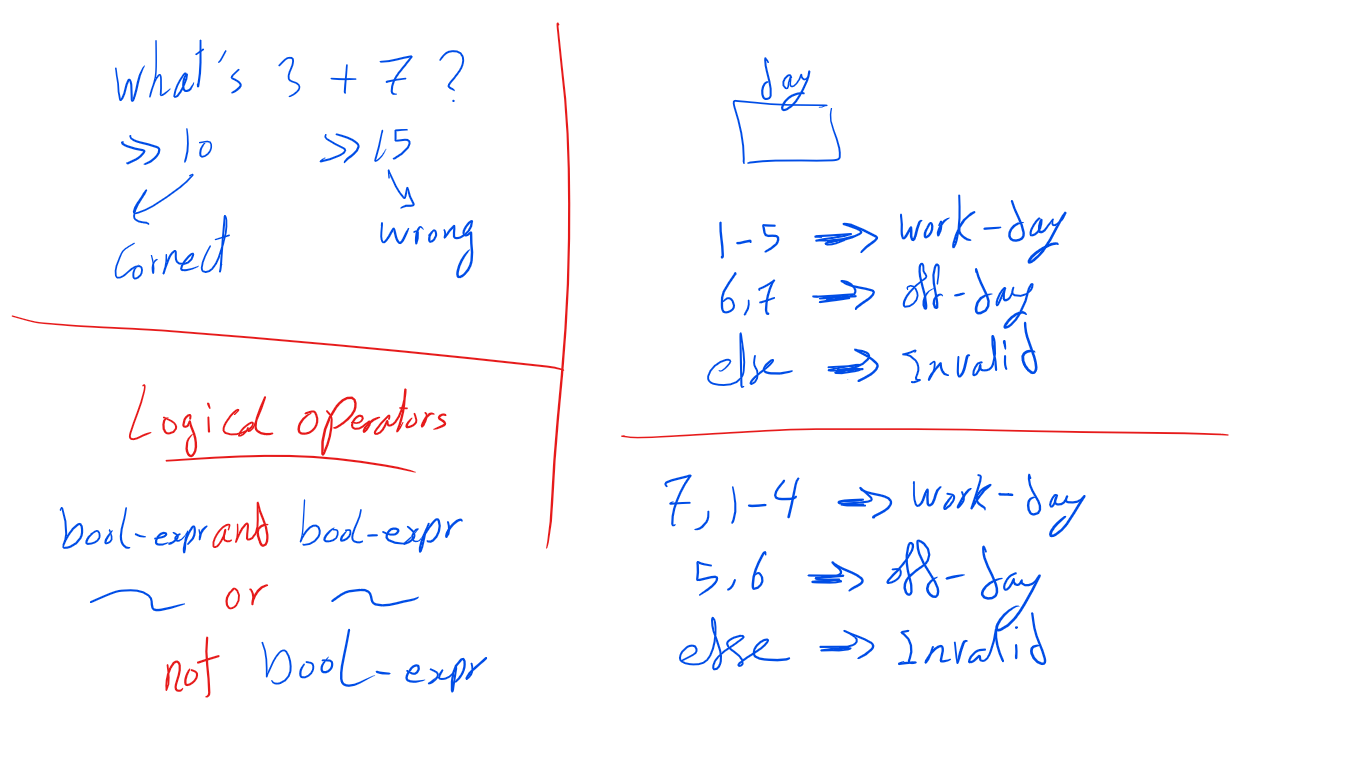 What's 3 + 7 ?
>> 10 >> 15
Correct wrong
Logical operators
bool-expr and bool-expr
~ or ~
not bool-expr
day
1-5 => work-day
6,7 => off-day
else => Invalid
7, 1-4 => work-day
5,6 => off-day
else => Invalid